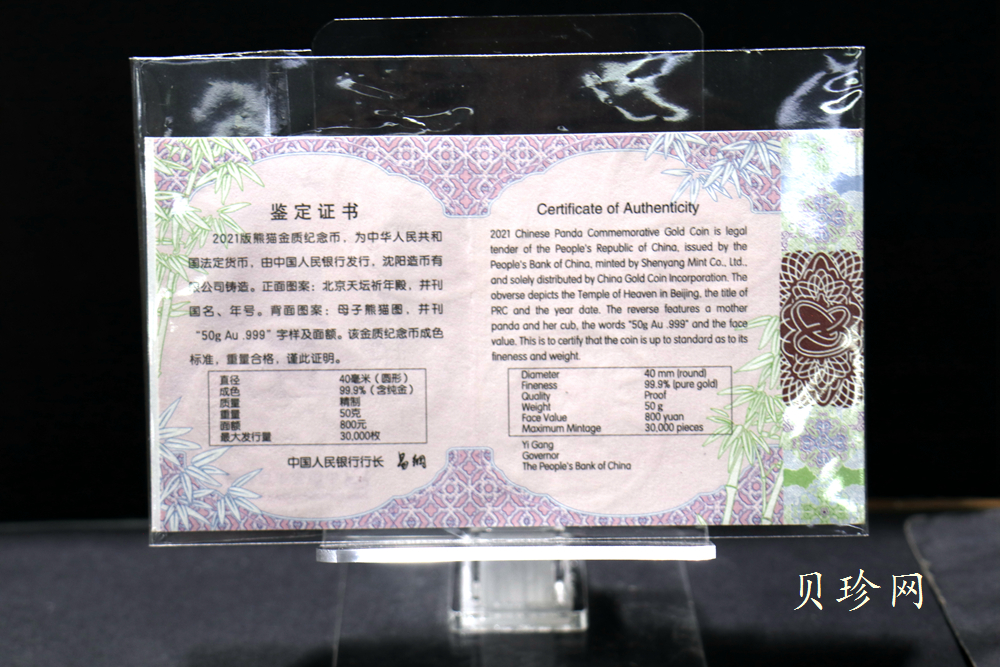 鉴定证书
2021版熊猫金质纪念币，为中华人民共和
国法定货币，由中国人民银行发行，沈阳造币有
限公司铸造。正面图案：北京天坛祈年殿，并刊
国名、年号。背面图案：母子熊猫图，并刊
“50g Au .999”字样及面额。该金质纪念币成色
标准，重量合格，谨此证明。
直径 40毫米（圆形）
成色 99.9%（含纯金）
质量 精制
重量 50克
面额 800元
最大发行量 30,000枚
中国人民银行行长 易纲
Certificate of Authenticity
2021 Chinese Panda Commemorative Gold Coin is legal
tender of the People's Republic of China, issued by the
People's Bank of China, minted by Shenyang Mint Co., Ltd.,
and solely distributed by China Gold Coin Incorporation. The
obverse depicts the Temple of Heaven in Beijing, the title of
PRC and the year date. The reverse features a mother
panda and her cub, the words "50g Au .999" and the face
value. This is to certify that the coin is up to standard as to its
fineness and weight.
Diameter 40 mm (round)
Fineness 99.9% (pure gold)
Quality Proof
Weight 50 g
Face Value 800 yuan
Maximum Mintage 30,000 pieces
Yi Gang
Governor
The People's Bank of China
贝珍网